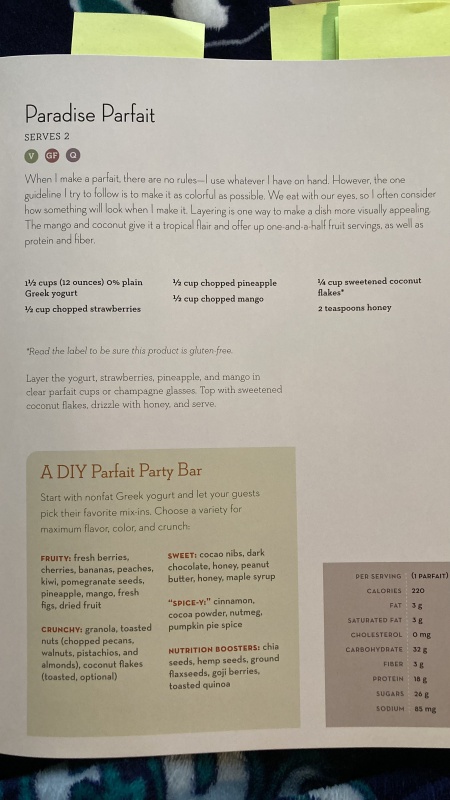 Paradise Parfait
SERVES 2
V GF Q
When I make a parfait, there are no rules—I use whatever I have on hand. However, the one
guideline I try to follow is to make it as colorful as possible. We eat with our eyes, so I often consider
how something will look when I make it. Layering is one way to make a dish more visually appealing.
The mango and coconut give it a tropical flair and offer up one-and-a-half fruit servings, as well as
protein and fiber.
1½ cups (12 ounces) 0% plain
Greek yogurt
½ cup chopped strawberries
½ cup chopped pineapple
½ cup chopped mango
¼ cup sweetened coconut
flakes*
2 teaspoons honey
*Read the label to be sure this product is gluten-free.
Layer the yogurt, strawberries, pineapple, and mango in
clear parfait cups or champagne glasses. Top with sweetened
coconut flakes, drizzle with honey, and serve.
A DIY Parfait Party Bar
Start with nonfat Greek yogurt and let your guests
pick their favorite mix-ins. Choose a variety for
maximum flavor, color, and crunch:
FRUITY: fresh berries,
cherries, bananas, peaches,
kiwi, pomegranate seeds,
pineapple, mango, fresh
figs, dried fruit
CRUNCHY: granola, toasted
nuts (chopped pecans,
walnuts, pistachios, and
almonds), coconut flakes
(toasted, optional)
SWEET: cocao nibs, dark
chocolate, honey, peanut
butter, honey, maple syrup
"SPICE-Y:" cinnamon,
cocoa powder, nutmeg,
pumpkin pie spice
NUTRITION BOOSTERS: chia
seeds, hemp seeds, ground
flaxseeds, goji berries,
toasted quinoa
PER SERVING (1 PARFAIT)
CALORIES 220
FAT 3 g
SATURATED FAT 3 g
CHOLESTEROL 0 mg
CARBOHYDRATE 32 g
FIBER 3 g
PROTEIN 18 g
SUGARS 26 g
SODIUM 85 mg